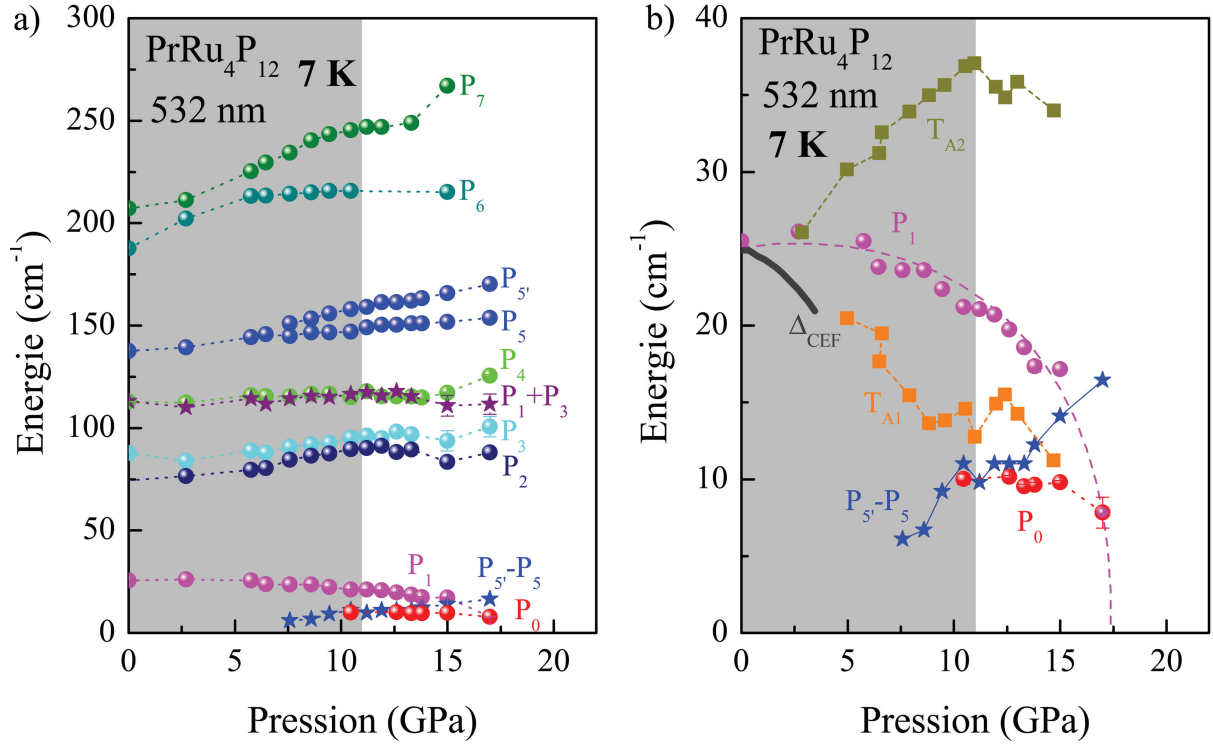 a)
PrRu₄P₁₂ 7 K
532 nm
P₇
P₆
P₅'
P₅
P₄
P₁+P₃
P₃
P₂
P₁
P₅'-P₅
P₀
300
250
200
150
100
50
0
0 5 10 15 20
Energie (cm⁻¹)
Pression (GPa)
b)
PrRu₄P₁₂
532 nm
7 K
T_A2
P₁
Δ_CEF
T_A1
P₅'-P₅
P₀
40
30
20
10
0
0 5 10 15 20
Energie (cm⁻¹)
Pression (GPa)